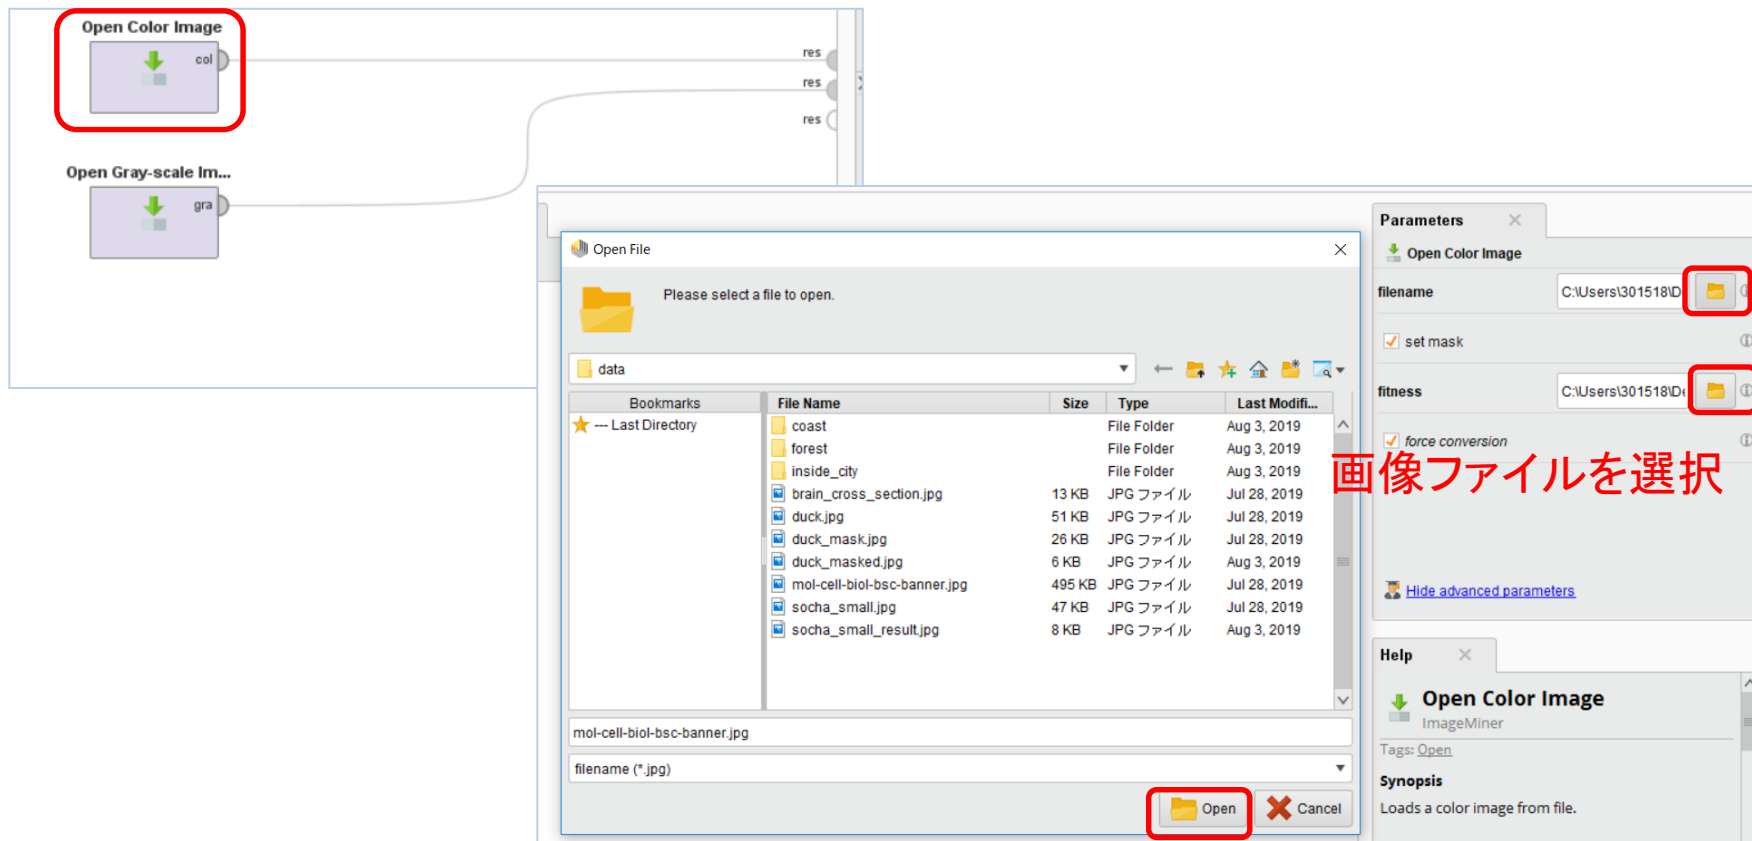 Open Color Image
col
res
res
res
Open Gray-scale Im...
gra
Open File
Please select a file to open.
data
Bookmarks
--- Last Directory
File Name Size Type Last Modifi...
coast File Folder Aug 3, 2019
forest File Folder Aug 3, 2019
inside_city File Folder Aug 3, 2019
brain_cross_section.jpg 13 KB JPG ファイル Jul 28, 2019
duck.jpg 51 KB JPG ファイル Jul 28, 2019
duck_mask.jpg 26 KB JPG ファイル Jul 28, 2019
duck_masked.jpg 6 KB JPG ファイル Aug 3, 2019
mol-cell-biol-bsc-banner.jpg 495 KB JPG ファイル Jul 28, 2019
socha_small.jpg 47 KB JPG ファイル Jul 28, 2019
socha_small_result.jpg 8 KB JPG ファイル Aug 3, 2019
mol-cell-biol-bsc-banner.jpg
filename (*.jpg)
Open
Cancel
Parameters
Open Color Image
filename C:\Users\301518\D
set mask
fitness C:\Users\301518\De
force conversion
画像ファイルを選択
Hide advanced parameters
Help
Open Color Image
ImageMiner
Tags: Open
Synopsis
Loads a color image from file.